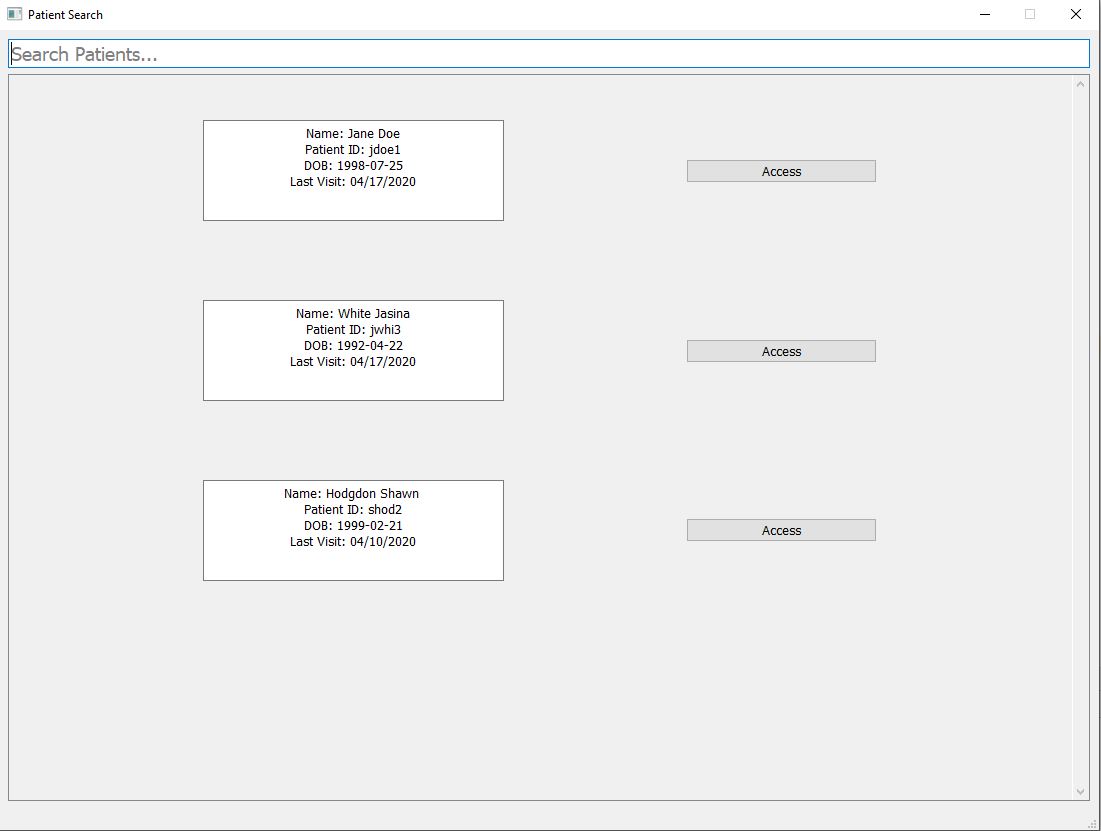 Patient Search
Search Patients...
Name: Jane Doe
Patient ID: jdoe1
DOB: 1998-07-25
Last Visit: 04/17/2020
Access
Name: White Jasina
Patient ID: jwhi3
DOB: 1992-04-22
Last Visit: 04/17/2020
Access
Name: Hodgdon Shawn
Patient ID: shod2
DOB: 1999-02-21
Last Visit: 04/10/2020
Access